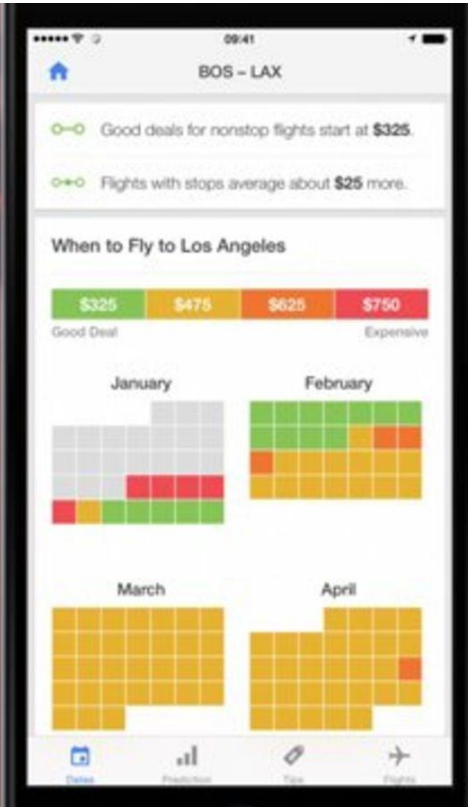 09:41
BOS – LAX
Good deals for nonstop flights start at $325.
Flights with stops average about $25 more.
When to Fly to Los Angeles
$325 $475 $625 $750
Good Deal Expensive
January February
March April
Dates Prediction Tips Flights